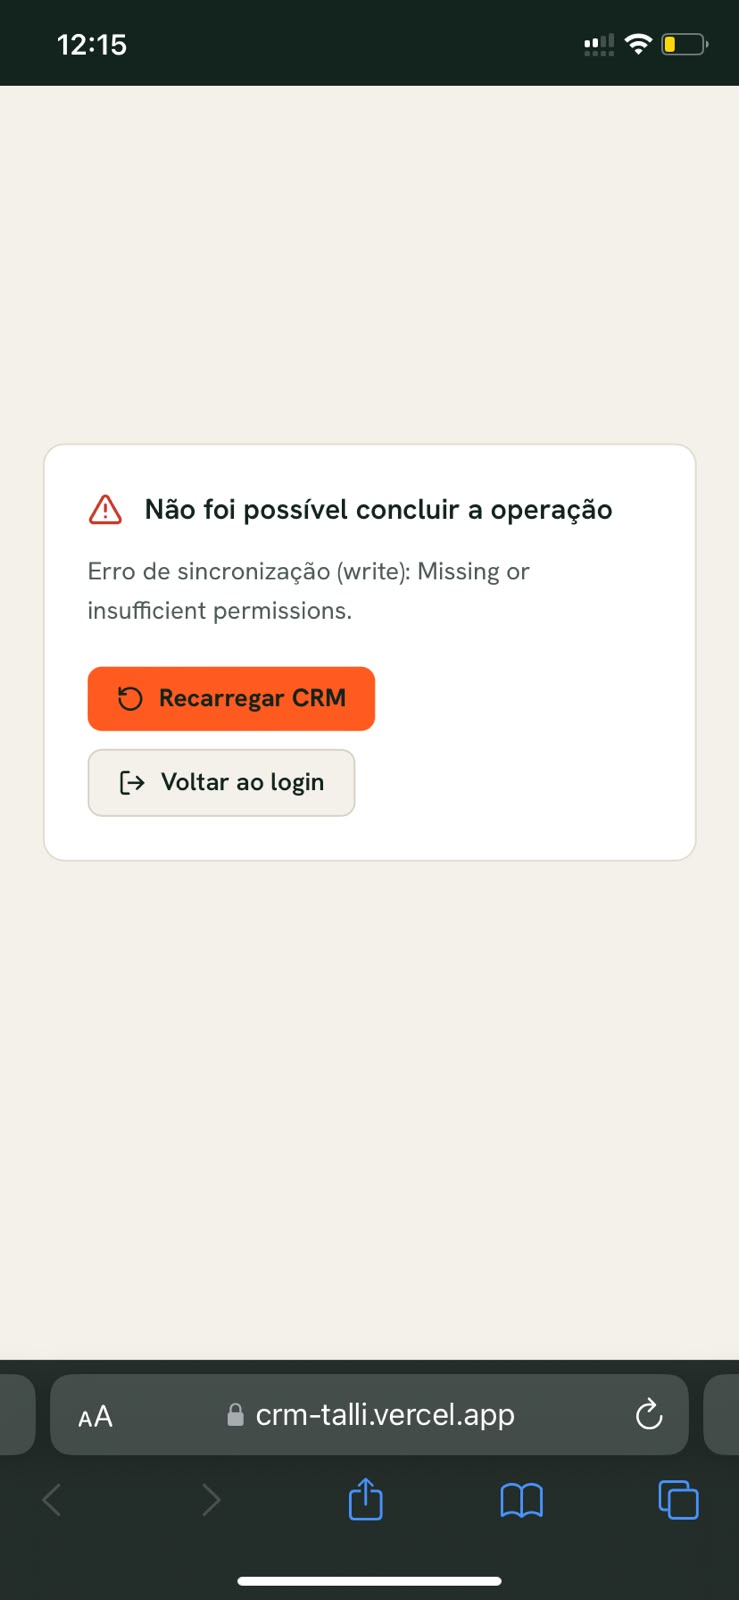 12:15
Não foi possível concluir a operação
Erro de sincronização (write): Missing or
insufficient permissions.
Recarregar CRM
Voltar ao login
AA
crm-talli.vercel.app